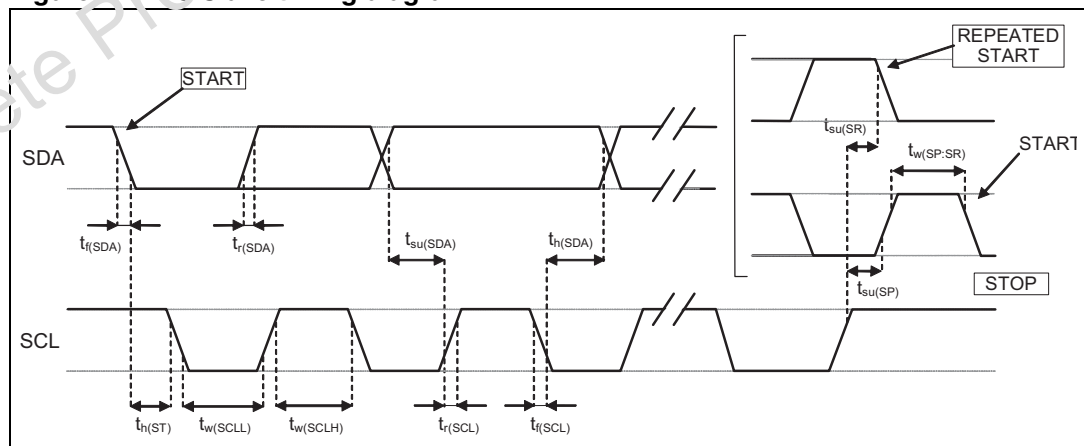 REPEATED
START
START
SDA
tsu(SR)
tw(SP:SR)
START
tf(SDA)
tr(SDA)
tsu(SDA)
th(SDA)
tsu(SP)
STOP
SCL
th(ST)
tw(SCLL)
tw(SCLH)
tr(SCL)
tf(SCL)